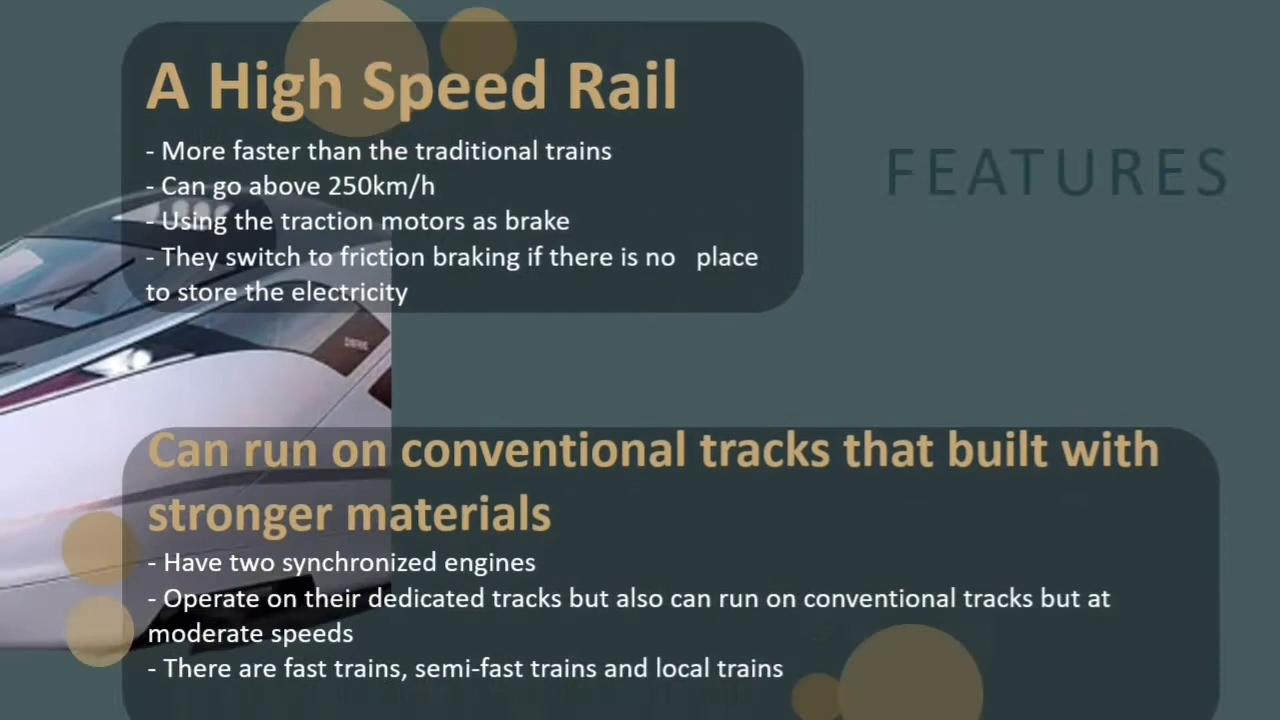 A High Speed Rail
- More faster than the traditional trains
- Can go above 250km/h
- Using the traction motors as brake
- They switch to friction braking if there is no   place
to store the electricity
FEATURES
Can run on conventional tracks that built with
stronger materials
- Have two synchronized engines
- Operate on their dedicated tracks but also can run on conventional tracks but at
moderate speeds
- There are fast trains, semi-fast trains and local trains